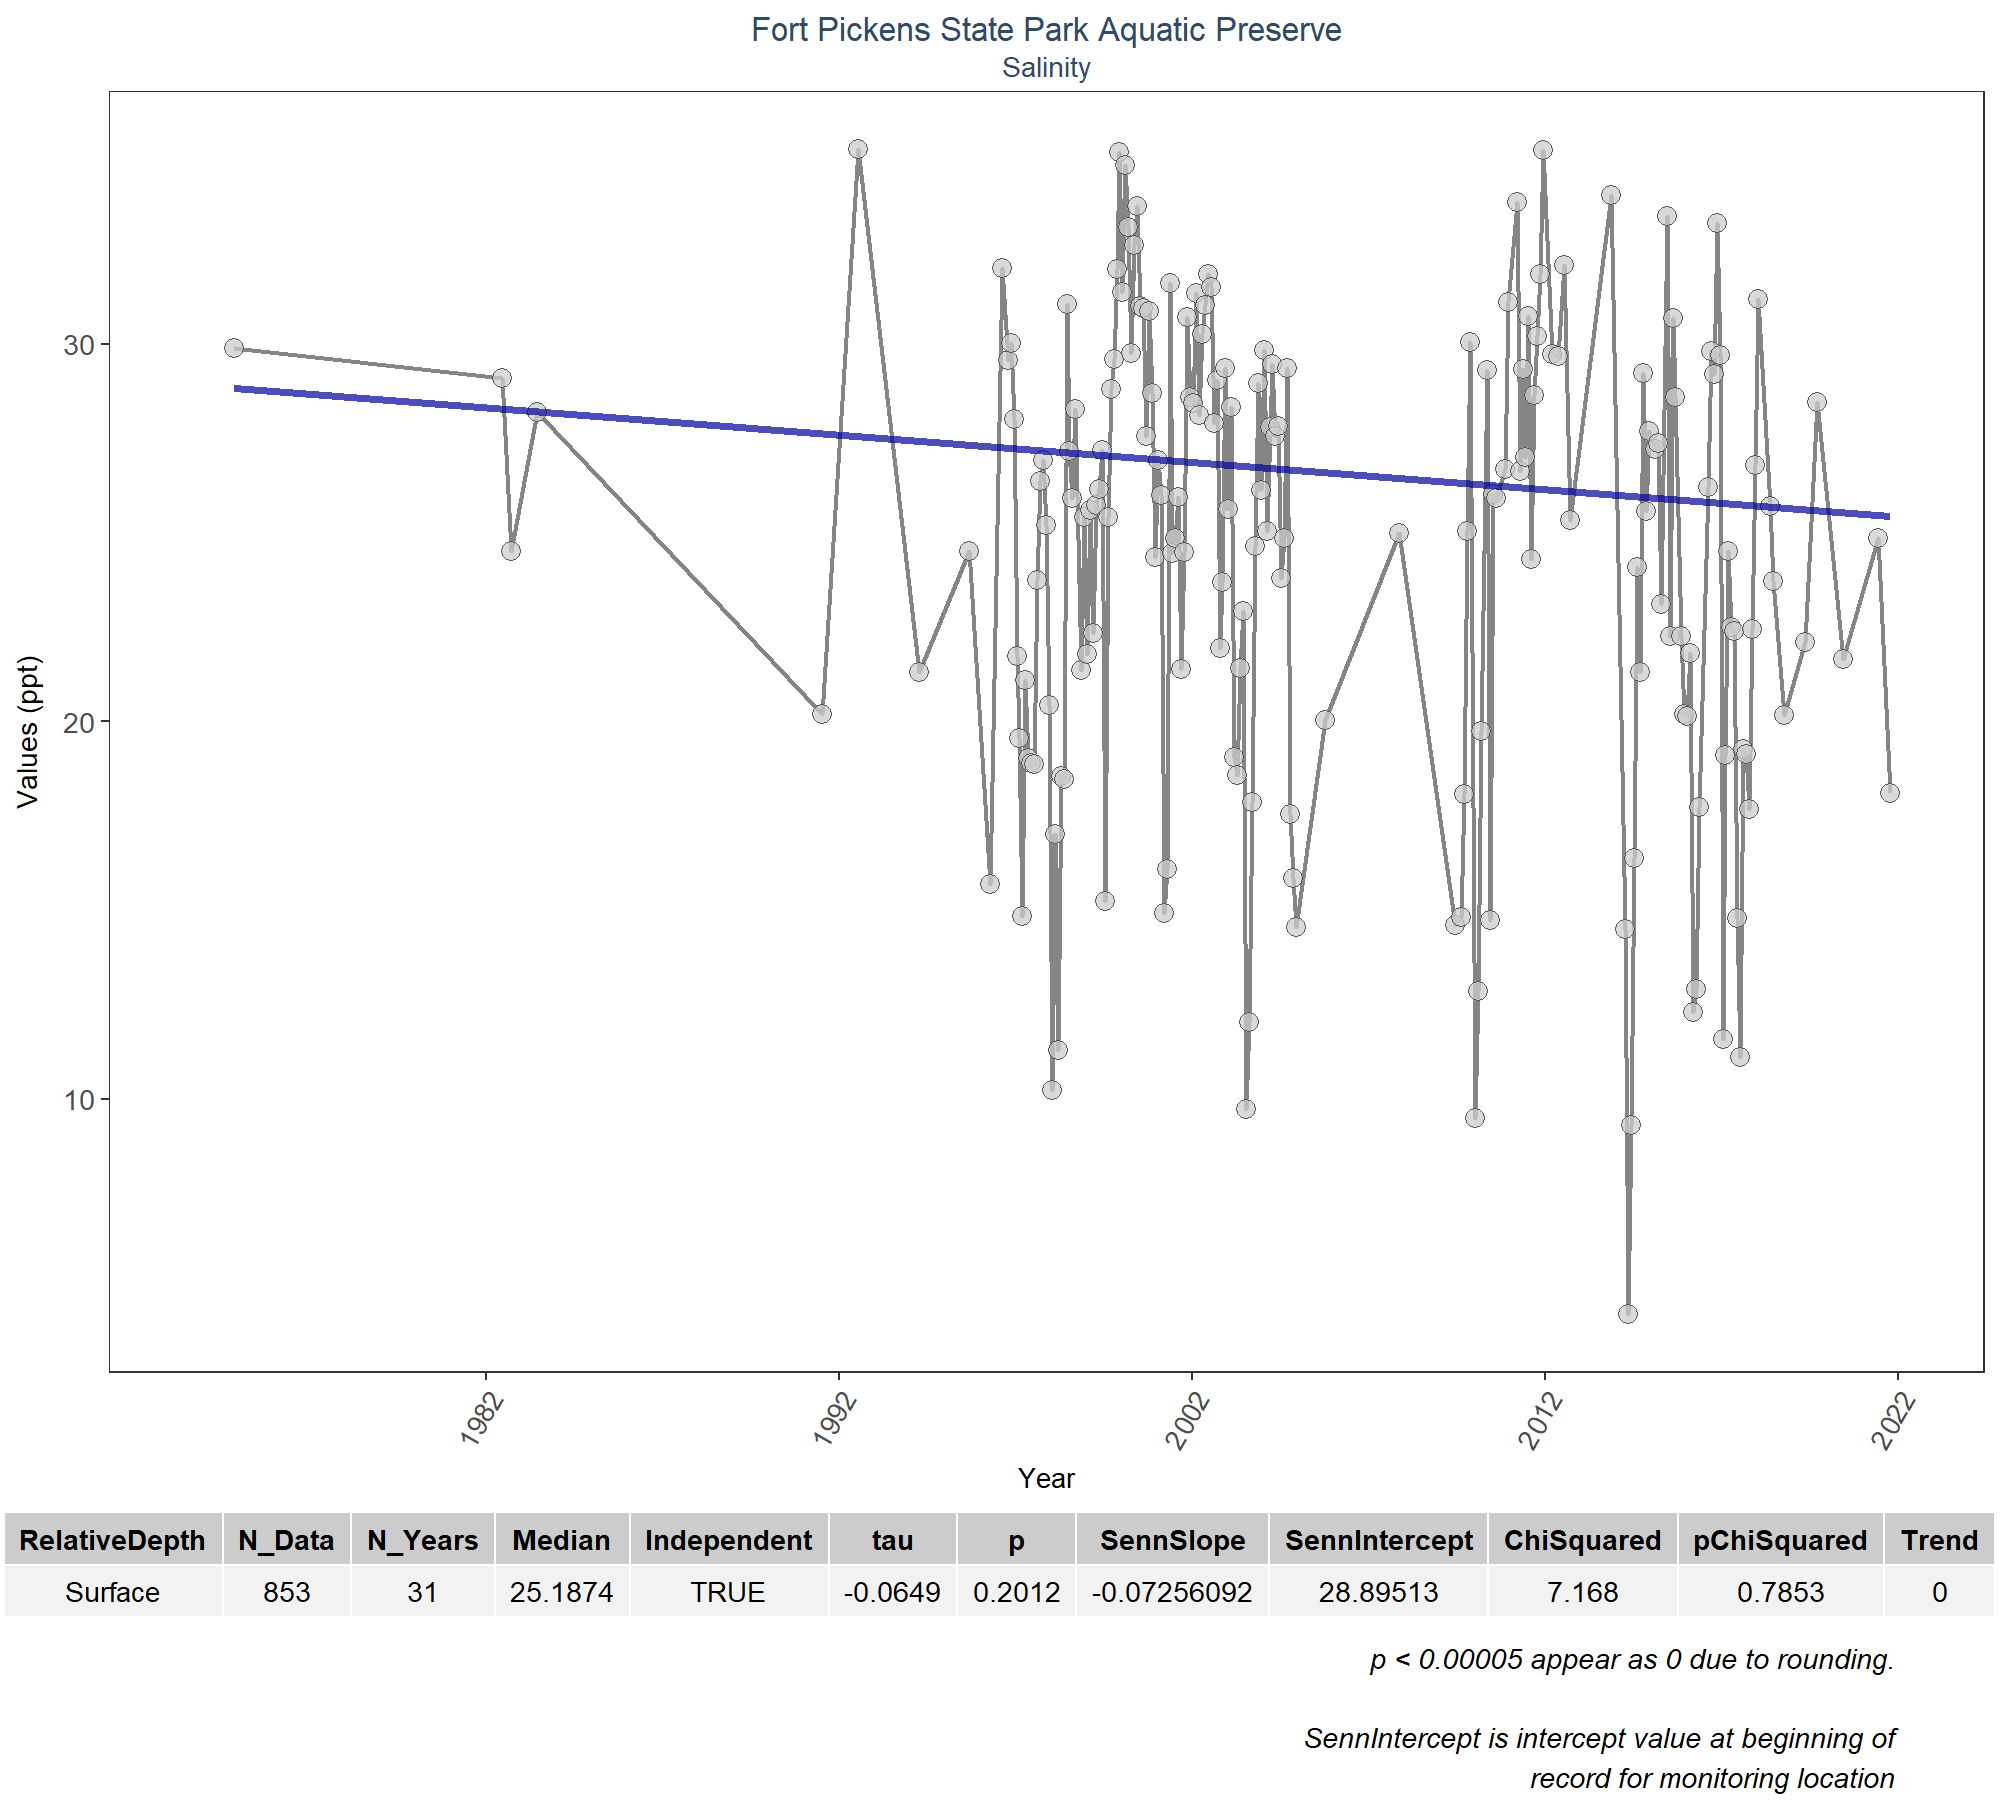 Fort Pickens State Park Aquatic Preserve
Salinity
Values (ppt)
30
20
10
1982 1992 2002 2012 2022
Year
RelativeDepth N_Data N_Years Median Independent tau p SennSlope SennIntercept ChiSquared pChiSquared Trend
Surface 853 31 25.1874 TRUE -0.0649 0.2012 -0.07256092 28.89513 7.168 0.7853 0
p < 0.00005 appear as 0 due to rounding.
SennIntercept is intercept value at beginning of
record for monitoring location